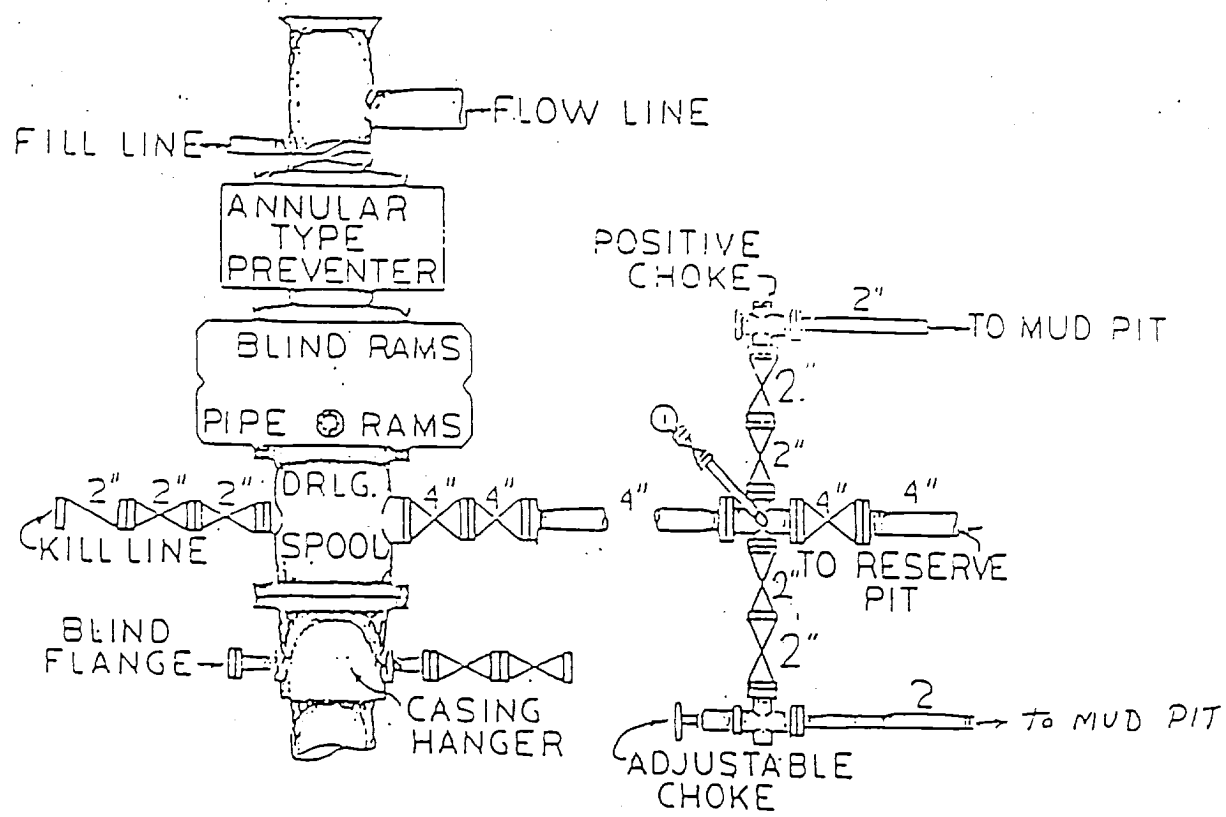 FLOW LINE
FILL LINE
ANNULAR
TYPE
PREVENTER
BLIND RAMS
PIPE RAMS
DRLG.
SPOOL
2" 2" 2"
KILL LINE
4" 4"
BLIND
FLANGE
CASING
HANGER
POSITIVE
CHOKE
2"
TO MUD PIT
2"
2"
4"
4" 4"
TO RESERVE
PIT
2"
2"
2
TO MUD PIT
ADJUSTABLE
CHOKE